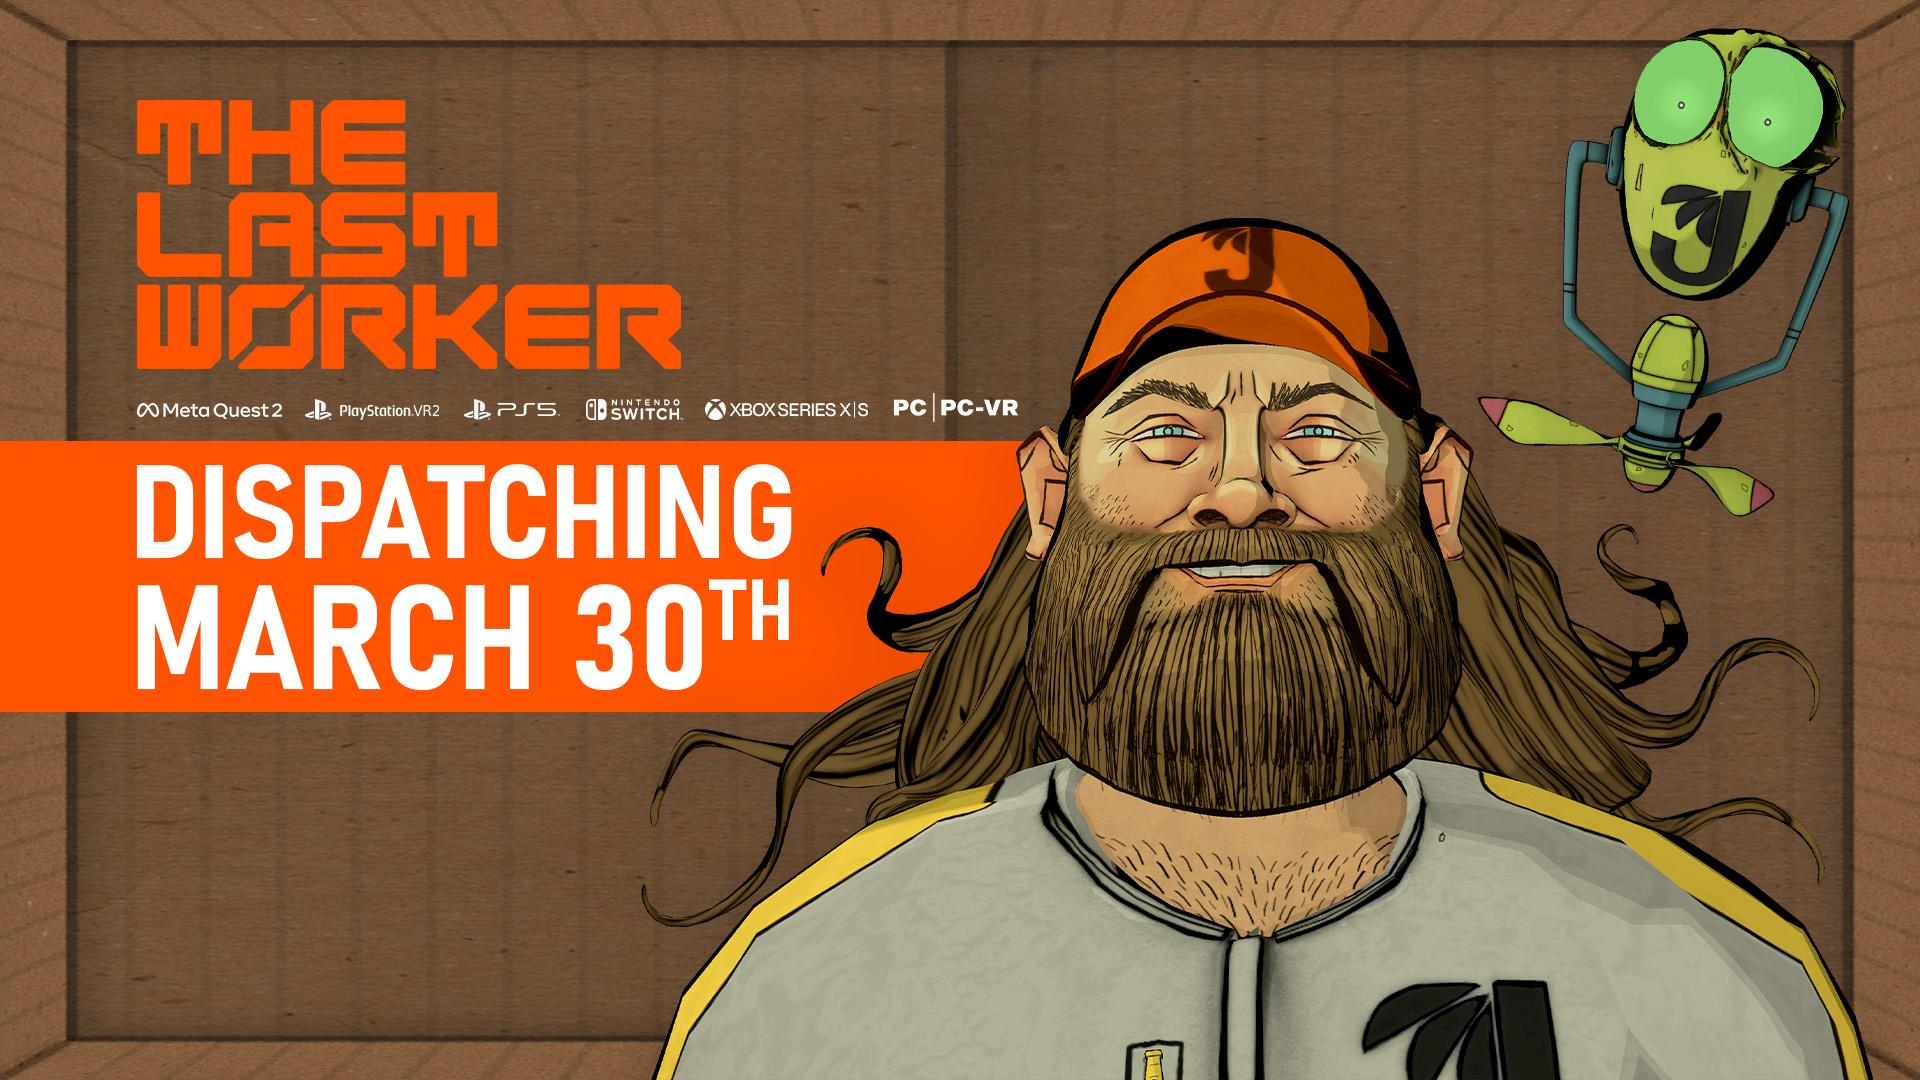 THE
LAST
WORKER
Meta Quest 2 PlayStation.VR2 PS5 NINTENDO SWITCH XBOX SERIES X|S PC | PC-VR
DISPATCHING
MARCH 30TH
J
J
J